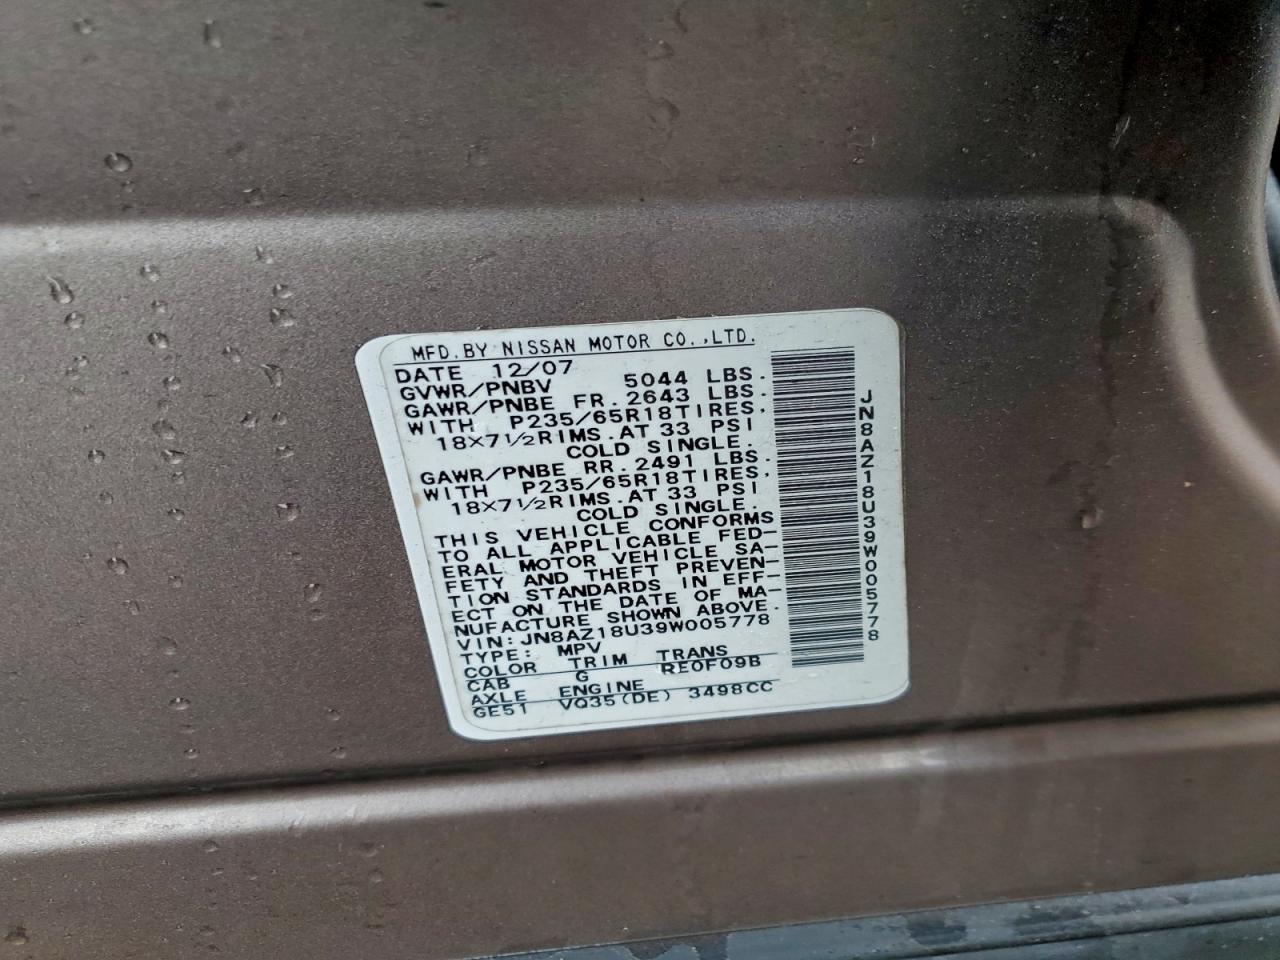 MFD.BY NISSAN MOTOR CO.,LTD.
DATE 12/07
GVWR/PNBV 5044 LBS.
GAWR/PNBE FR. 2643 LBS.
WITH P235/65R18TIRES,
18X7½RIMS.AT 33 PSI
COLD SINGLE.
GAWR/PNBE RR. 2491 LBS.
WITH P235/65R18TIRES,
18X7½RIMS.AT 33 PSI
COLD SINGLE.
THIS VEHICLE CONFORMS
TO ALL APPLICABLE FED-
ERAL MOTOR VEHICLE SA-
FETY AND THEFT PREVEN-
TION STANDARDS IN EFF-
ECT ON THE DATE OF MA-
NUFACTURE SHOWN ABOVE.
VIN:JN8AZ18U39W005778
TYPE: MPV
COLOR TRIM TRANS
CAB G RE0F09B
AXLE ENGINE
GE51 VQ35(DE) 3498CC
JN8AZ18U39W005778